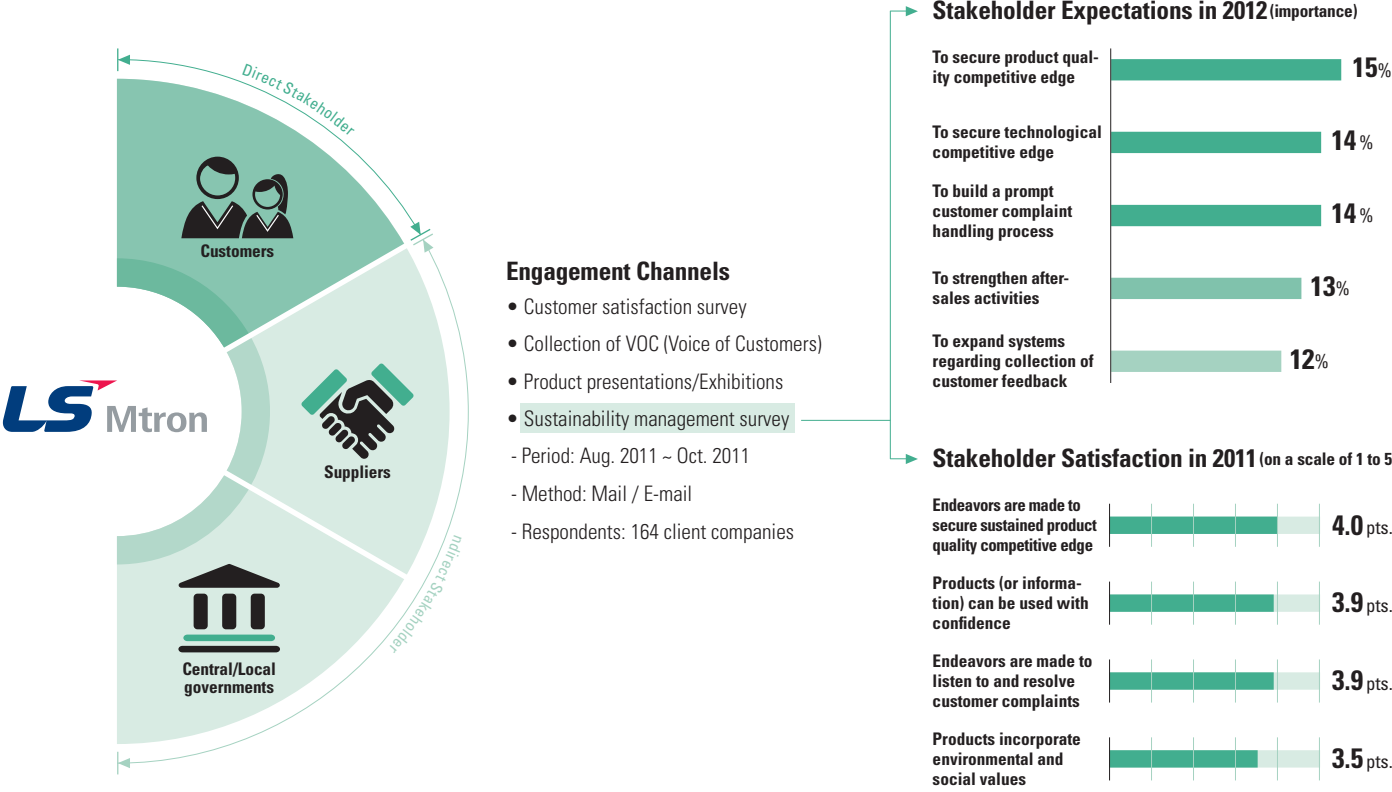 Direct Stakeholder
Customers
LS Mtron
Suppliers
ndirect Stakeholder
Central/Local
governments
Engagement Channels
• Customer satisfaction survey
• Collection of VOC (Voice of Customers)
• Product presentations/Exhibitions
• Sustainability management survey
- Period: Aug. 2011 ~ Oct. 2011
- Method: Mail / E-mail
- Respondents: 164 client companies
Stakeholder Expectations in 2012 (importance)
To secure product qual-
ity competitive edge
15%
To secure technological
competitive edge
14 %
To build a prompt
customer complaint
handling process
14 %
To strengthen after-
sales activities
13%
To expand systems
regarding collection of
customer feedback
12%
Stakeholder Satisfaction in 2011 (on a scale of 1 to 5
Endeavors are made to
secure sustained product
quality competitive edge
4.0 pts.
Products (or informa-
tion) can be used with
confidence
3.9 pts.
Endeavors are made to
listen to and resolve
customer complaints
3.9 pts.
Products incorporate
environmental and
social values
3.5 pts.